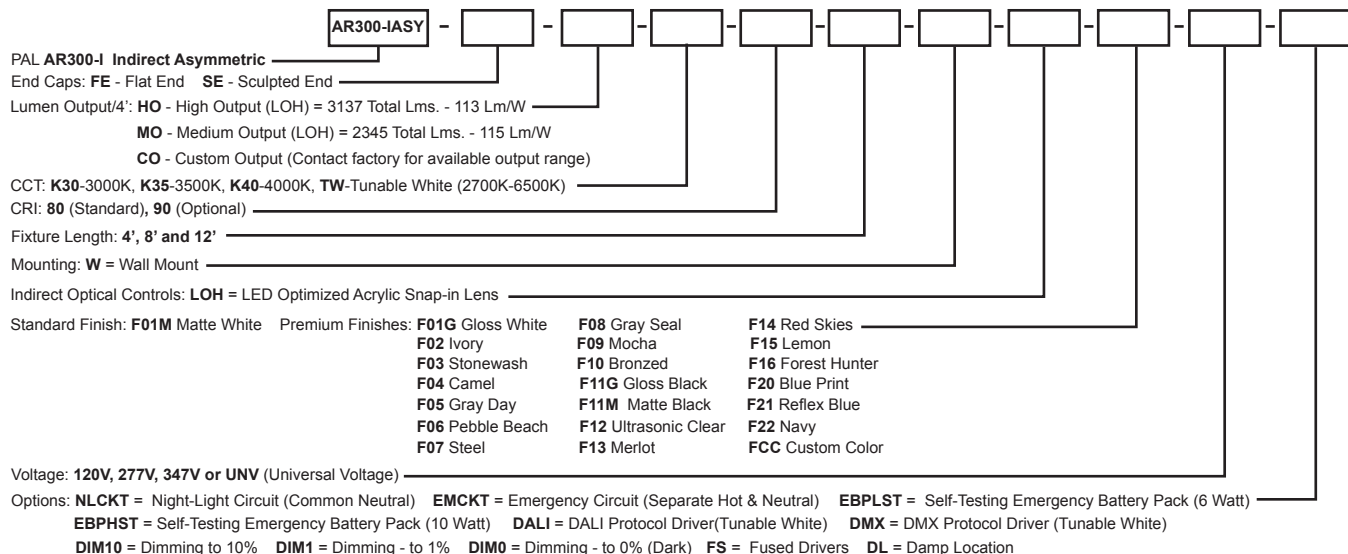 AR300-IASY - - - - - - - - - -
PAL AR300-I Indirect Asymmetric
End Caps: FE - Flat End SE - Sculpted End
Lumen Output/4': HO - High Output (LOH) = 3137 Total Lms. - 113 Lm/W
MO - Medium Output (LOH) = 2345 Total Lms. - 115 Lm/W
CO - Custom Output (Contact factory for available output range)
CCT: K30-3000K, K35-3500K, K40-4000K, TW-Tunable White (2700K-6500K)
CRI: 80 (Standard), 90 (Optional)
Fixture Length: 4', 8' and 12'
Mounting: W = Wall Mount
Indirect Optical Controls: LOH = LED Optimized Acrylic Snap-in Lens
Standard Finish: F01M Matte White Premium Finishes: F01G Gloss White F08 Gray Seal F14 Red Skies
F02 Ivory F09 Mocha F15 Lemon
F03 Stonewash F10 Bronzed F16 Forest Hunter
F04 Camel F11G Gloss Black F20 Blue Print
F05 Gray Day F11M Matte Black F21 Reflex Blue
F06 Pebble Beach F12 Ultrasonic Clear F22 Navy
F07 Steel F13 Merlot FCC Custom Color
Voltage: 120V, 277V, 347V or UNV (Universal Voltage)
Options: NLCKT = Night-Light Circuit (Common Neutral) EMCKT = Emergency Circuit (Separate Hot & Neutral) EBPLST = Self-Testing Emergency Battery Pack (6 Watt)
EBPHST = Self-Testing Emergency Battery Pack (10 Watt) DALI = DALI Protocol Driver(Tunable White) DMX = DMX Protocol Driver (Tunable White)
DIM10 = Dimming to 10% DIM1 = Dimming - to 1% DIM0 = Dimming - to 0% (Dark) FS = Fused Drivers DL = Damp Location